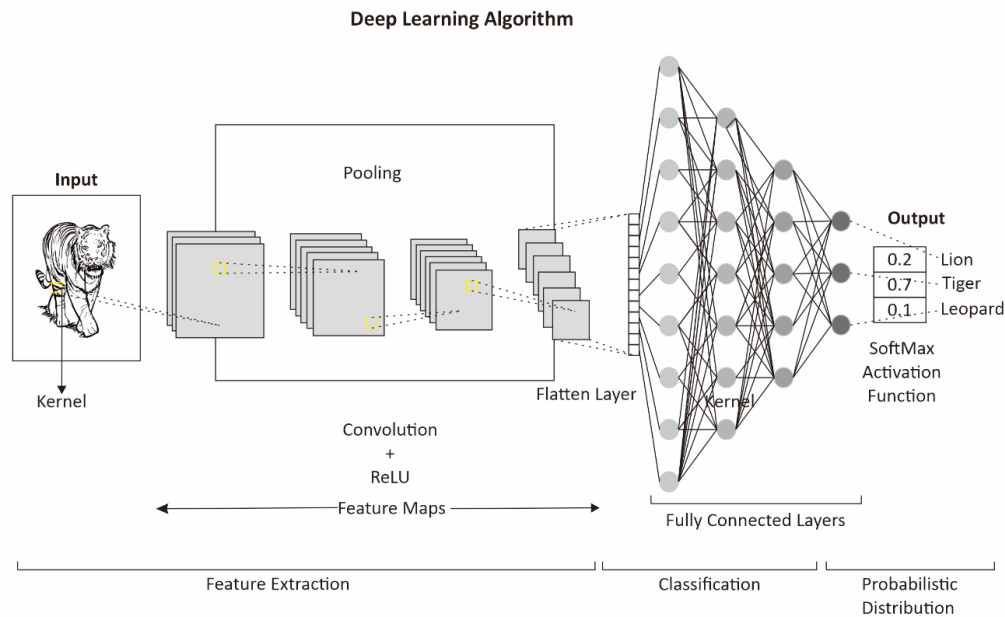 Deep Learning Algorithm
Input
Pooling
Kernel
Convolution
+
ReLU
Feature Maps
Flatten Layer
Kernel
Output
0.2
0.7
0.1
Lion
Tiger
Leopard
SoftMax
Activation
Function
Fully Connected Layers
Feature Extraction
Classification
Probabilistic
Distribution